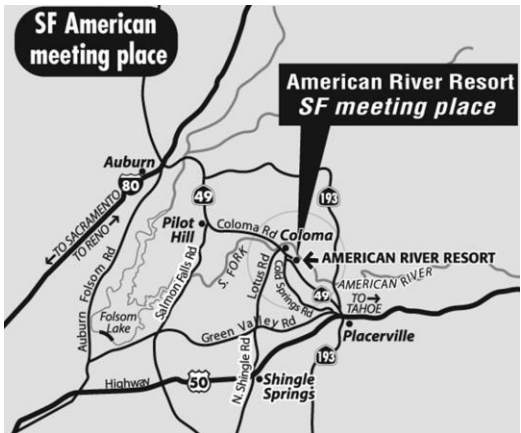 SF American
meeting place
American River Resort
SF meeting place
Auburn
80
←TO SACRAMENTO
TO RENO→
49
193
Pilot
Hill
Coloma Rd
Coloma
AMERICAN RIVER RESORT
S. FORK
Lotus Rd
Cold Springs Rd
49
AMERICAN RIVER
TO→
TAHOE
Auburn Folsom Rd
Salmon Falls Rd
Folsom
Lake
Green Valley Rd
Placerville
193
N. Shingle Rd
Highway
50
Shingle
Springs